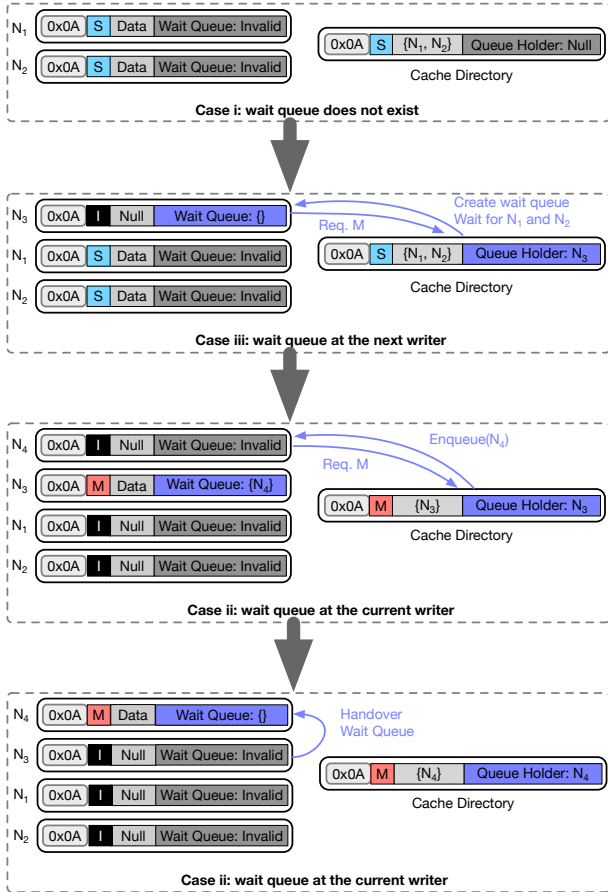 N1 0x0A S Data Wait Queue: Invalid
0x0A S {N1, N2} Queue Holder: Null
N2 0x0A S Data Wait Queue: Invalid
Cache Directory
Case i: wait queue does not exist
N3 0x0A I Null Wait Queue: {}
Create wait queue
Wait for N1 and N2
Req. M
N1 0x0A S Data Wait Queue: Invalid
0x0A S {N1, N2} Queue Holder: N3
N2 0x0A S Data Wait Queue: Invalid
Cache Directory
Case iii: wait queue at the next writer
N4 0x0A I Null Wait Queue: Invalid
Enqueue(N4)
Req. M
N3 0x0A M Data Wait Queue: {N4}
0x0A M {N3} Queue Holder: N3
N1 0x0A I Null Wait Queue: Invalid
Cache Directory
N2 0x0A I Null Wait Queue: Invalid
Case ii: wait queue at the current writer
N4 0x0A M Data Wait Queue: {}
Handover
Wait Queue
N3 0x0A I Null Wait Queue: Invalid
0x0A M {N4} Queue Holder: N4
N1 0x0A I Null Wait Queue: Invalid
Cache Directory
N2 0x0A I Null Wait Queue: Invalid
Case ii: wait queue at the current writer